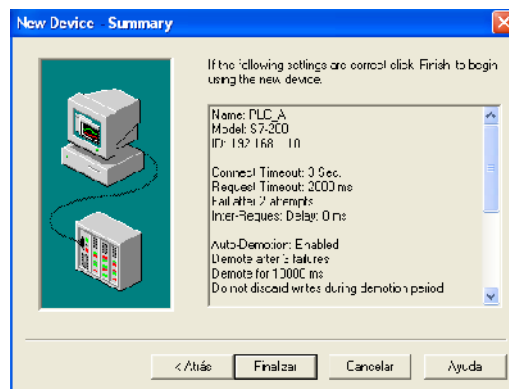 New Device - Summary
If the following settings are correct click Finish to begin
using the new device.
Name: PLC_A
Model: S7-200
ID: 192.168.
Connect Timeout: 3 Sec.
Request Timeout: 2000 ms
Fail after 2 attempts
Inter-Request Delay: 0 ms
Auto-Demotion: Enabled
Demote after failures
Demote for 10000 ms
Do not discard writes during demotion period
< Atrás
Finalizar
Cancelar
Ayuda